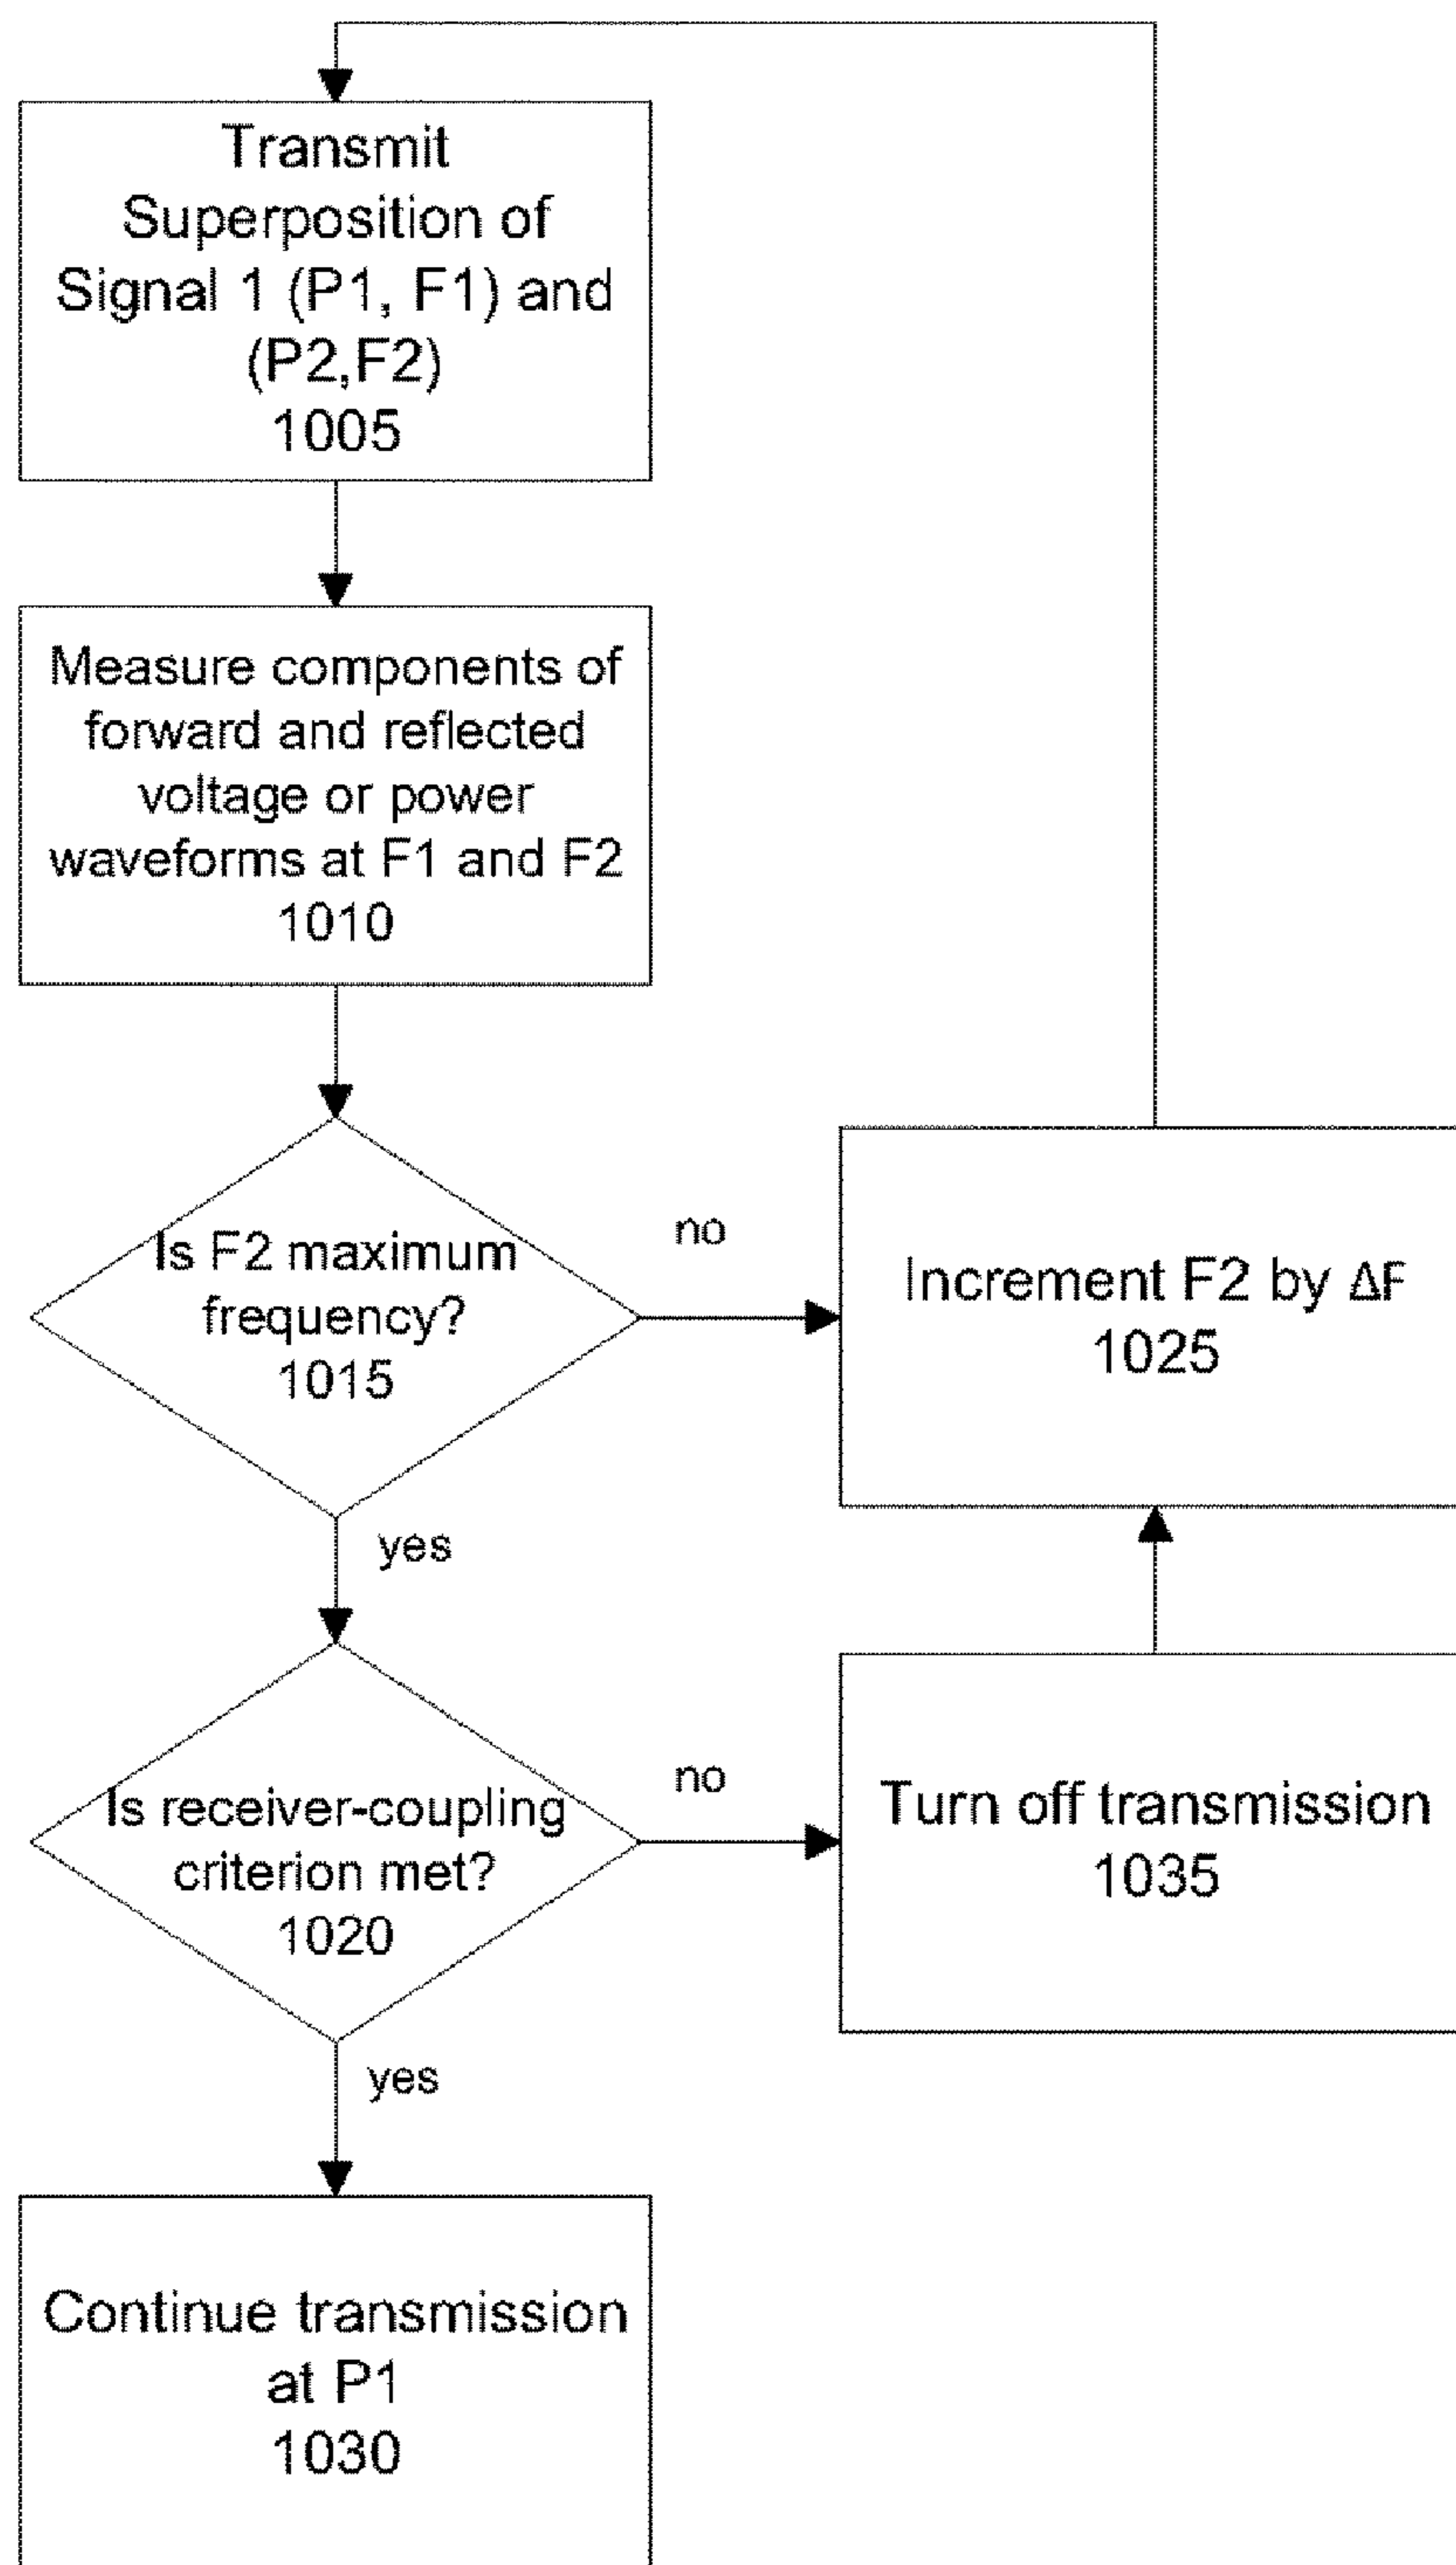 Transmit
Superposition of
Signal 1 (P1, F1) and
(P2,F2)
1005
Measure components of
forward and reflected
voltage or power
waveforms at F1 and F2
1010
Is F2 maximum
frequency?
1015
no
Increment F2 by ΔF
1025
yes
Is receiver-coupling
criterion met?
1020
no
Turn off transmission
1035
yes
Continue transmission
at P1
1030